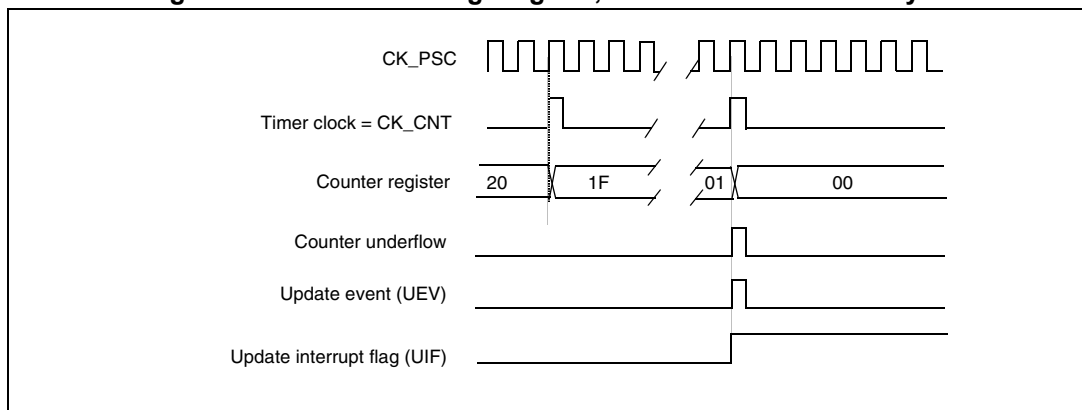 CK_PSC
Timer clock = CK_CNT
Counter register 20 1F 01 00
Counter underflow
Update event (UEV)
Update interrupt flag (UIF)